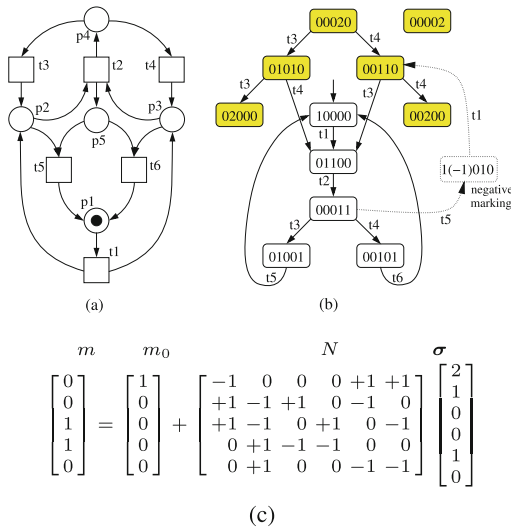 p4
t3
t2
t4
p2
p5
p3
t5
t6
p1
t1
(a)
00020
00002
t3
t4
01010
00110
t3
t4
t3
t4
02000
10000
00200
t1
t1
01100
t2
1(−1)010
00011
t5
negative
marking
t3
t4
01001
00101
t5
t6
(b)
m m₀ N σ
[0] [1] [−1 0 0 0 +1 +1] [2]
[0] [0] [+1 −1 +1 0 −1 0] [1]
[1] = [0] + [+1 −1 0 +1 0 −1] [0]
[1] [0] [0 +1 −1 −1 0 0] [0]
[0] [0] [0 +1 0 0 −1 −1] [1]
[0]
(c)